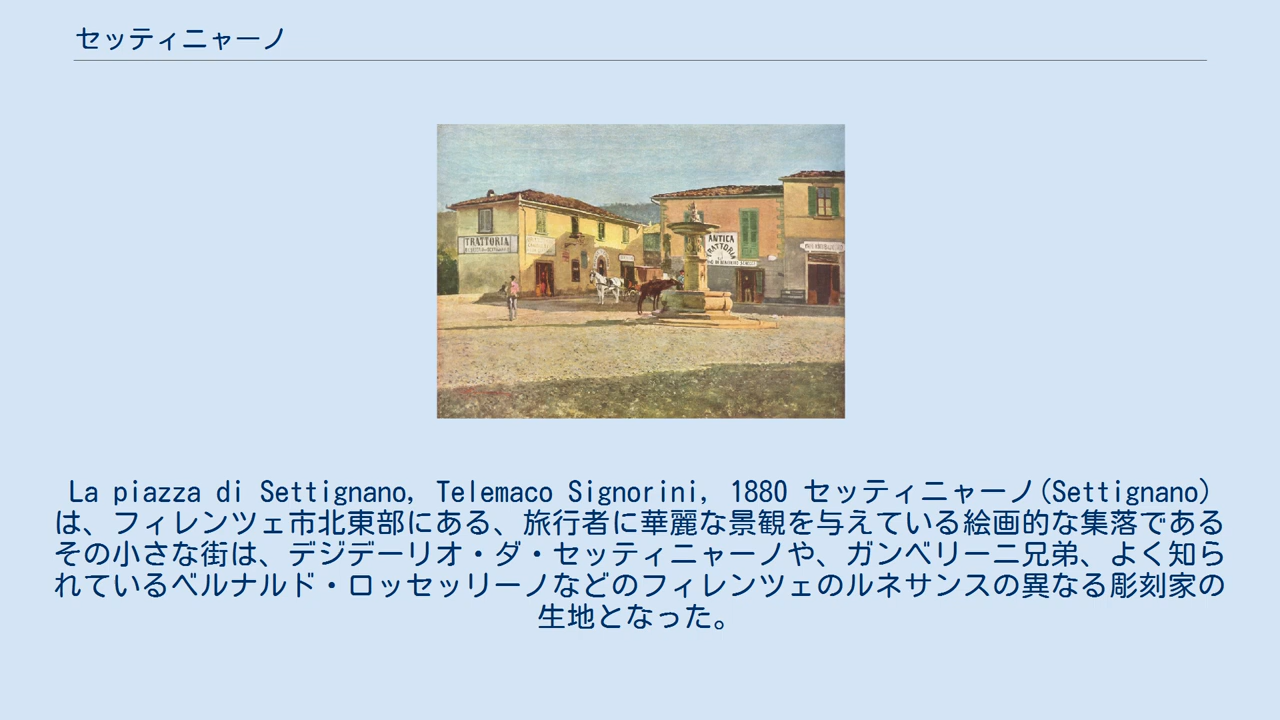 セッティニャーノ
TRATTORIA
ANTICA
TRATTORIA
La piazza di Settignano, Telemaco Signorini, 1880 セッティニャーノ(Settignano)
は、フィレンツェ市北東部にある、旅行者に華麗な景観を与えている絵画的な集落である
その小さな街は、デジデーリオ・ダ・セッティニャーノや、ガンベリーニ兄弟、よく知ら
れているベルナルド・ロッセッリーノなどのフィレンツェのルネサンスの異なる彫刻家の
生地となった。